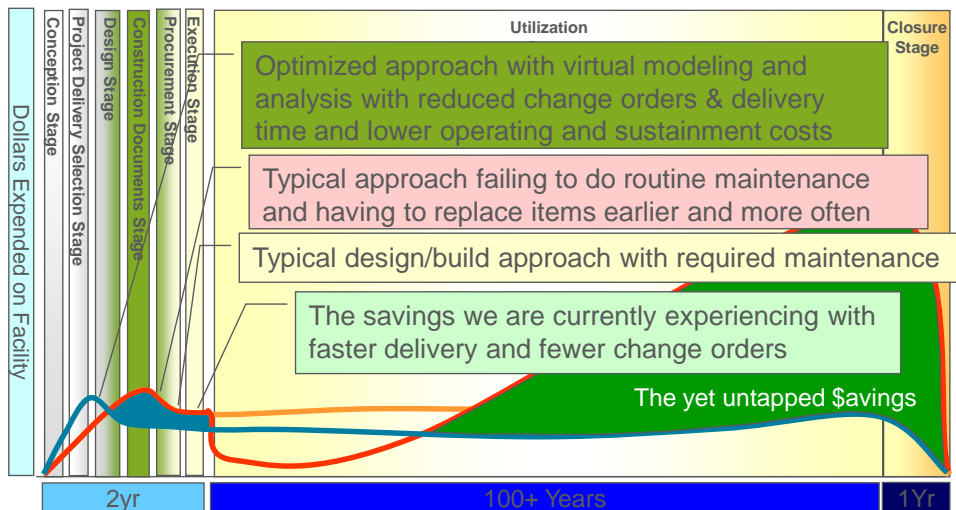 Dollars Expended on Facility
Conception Stage
Project Delivery Selection Stage
Design Stage
Construction Documents Stage
Procurement Stage
Execution Stage
Utilization
Closure
Stage
Optimized approach with virtual modeling and
analysis with reduced change orders & delivery
time and lower operating and sustainment costs
Typical approach failing to do routine maintenance
and having to replace items earlier and more often
Typical design/build approach with required maintenance
The savings we are currently experiencing with
faster delivery and fewer change orders
The yet untapped $avings
2yr
100+ Years
1Yr